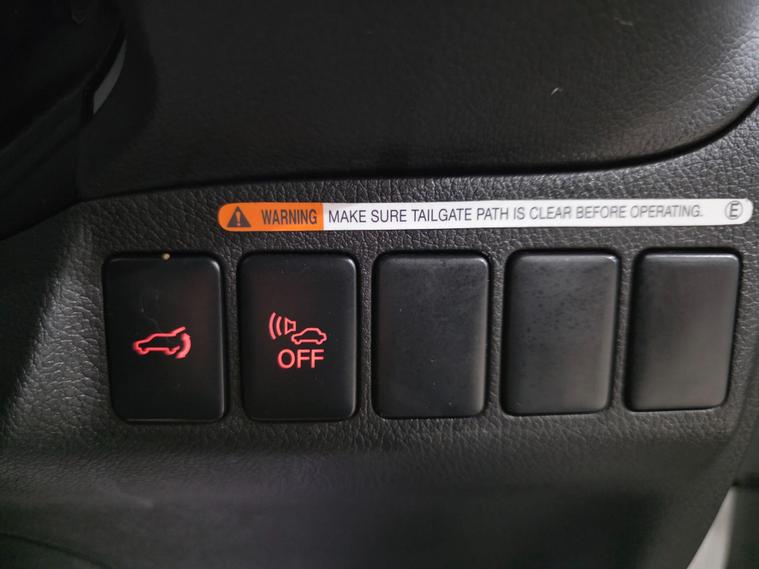 WARNING MAKE SURE TAILGATE PATH IS CLEAR BEFORE OPERATING. E
OFF